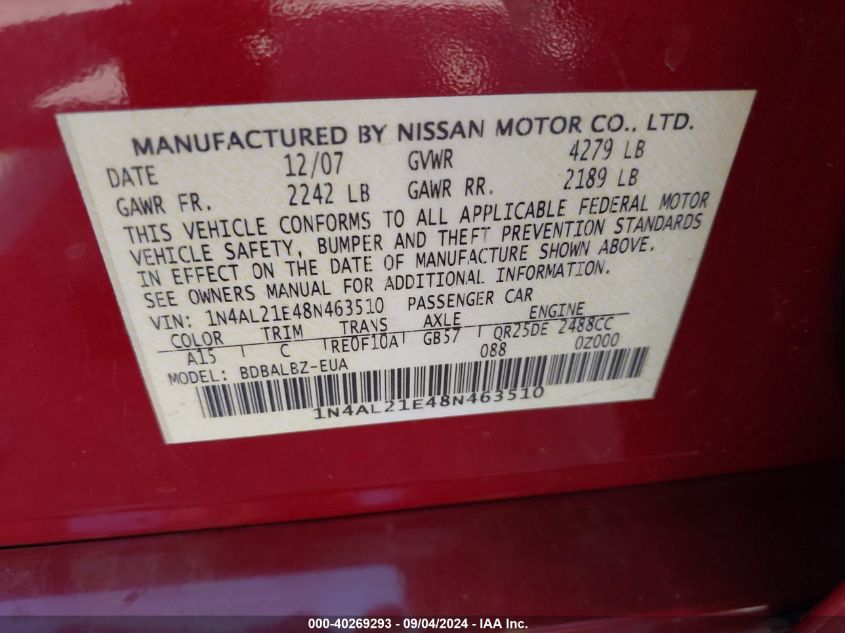 MANUFACTURED BY NISSAN MOTOR CO., LTD.
DATE 12/07 GVWR 4279 LB
GAWR FR. 2242 LB GAWR RR. 2189 LB
THIS VEHICLE CONFORMS TO ALL APPLICABLE FEDERAL MOTOR
VEHICLE SAFETY, BUMPER AND THEFT PREVENTION STANDARDS
IN EFFECT ON THE DATE OF MANUFACTURE SHOWN ABOVE.
SEE OWNERS MANUAL FOR ADDITIONAL INFORMATION.
VIN: 1N4AL21E48N463510 PASSENGER CAR
COLOR TRIM TRANS AXLE ENGINE
A15 C RE0F10A GB57 QR25DE 2488CC
MODEL: BDBALBZ-EUA 088 0Z000
1N4AL21E48N463510
000-40269293 - 09/04/2024 - IAA Inc.